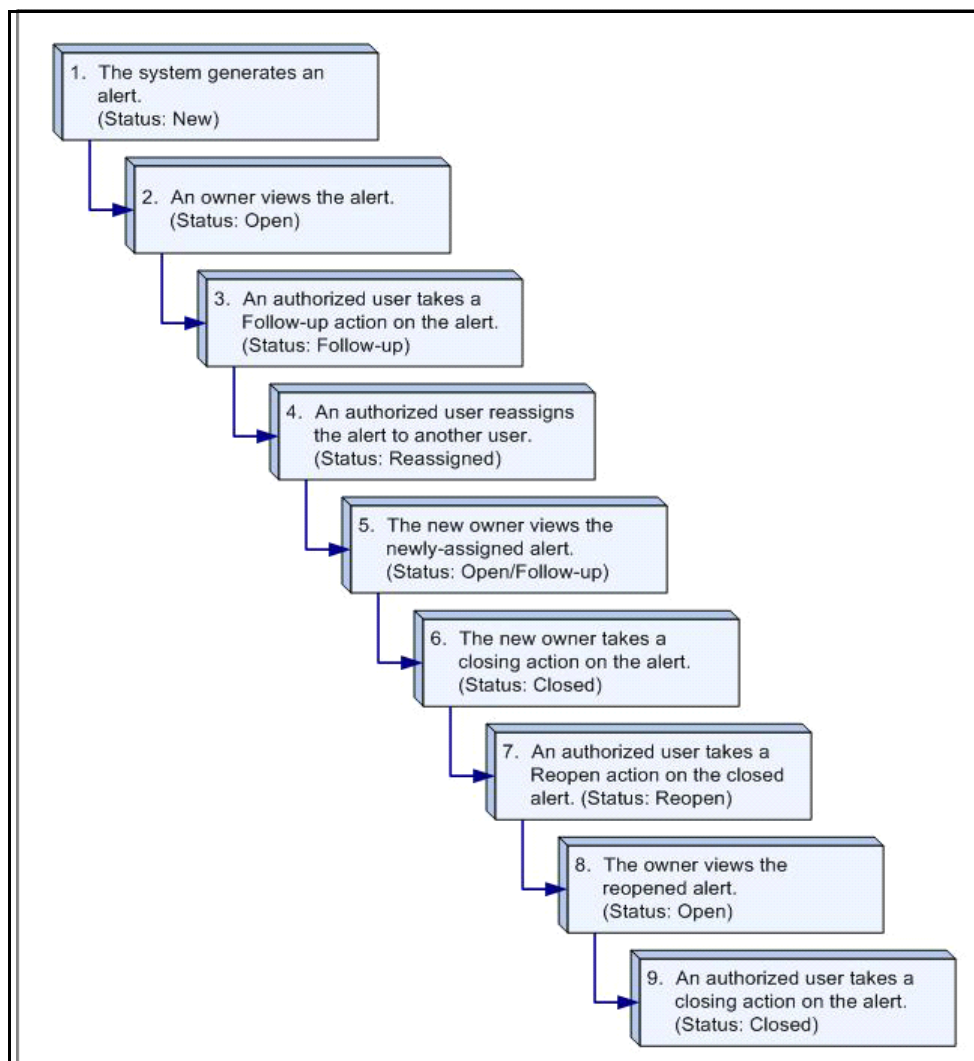 1. The system generates an
alert.
(Status: New)
2. An owner views the alert.
(Status: Open)
3. An authorized user takes a
Follow-up action on the alert.
(Status: Follow-up)
4. An authorized user reassigns
the alert to another user.
(Status: Reassigned)
5. The new owner views the
newly-assigned alert.
(Status: Open/Follow-up)
6. The new owner takes a
closing action on the alert.
(Status: Closed)
7. An authorized user takes a
Reopen action on the closed
alert. (Status: Reopen)
8. The owner views the
reopened alert.
(Status: Open)
9. An authorized user takes a
closing action on the alert.
(Status: Closed)